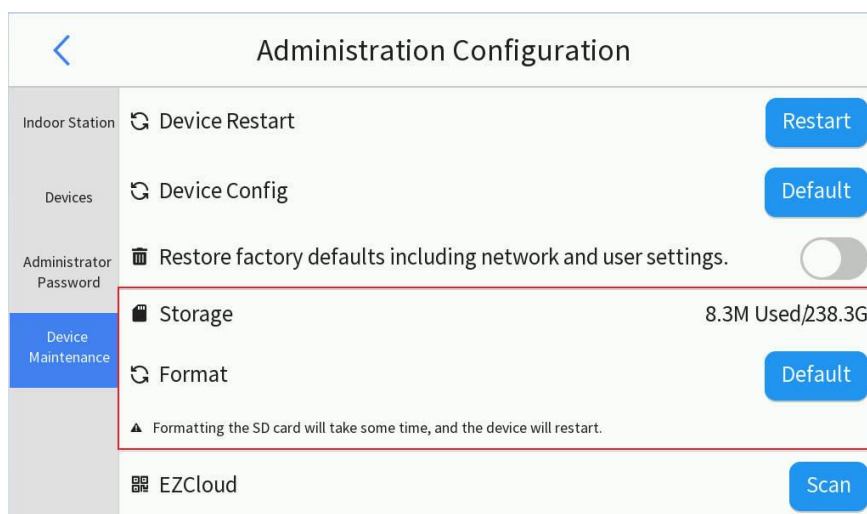 Administration Configuration
Indoor Station
Device Restart
Restart
Devices
Device Config
Default
Administrator
Password
Restore factory defaults including network and user settings.
Device
Maintenance
Storage
8.3M Used/238.3G
Format
Default
Formatting the SD card will take some time, and the device will restart.
EZCloud
Scan